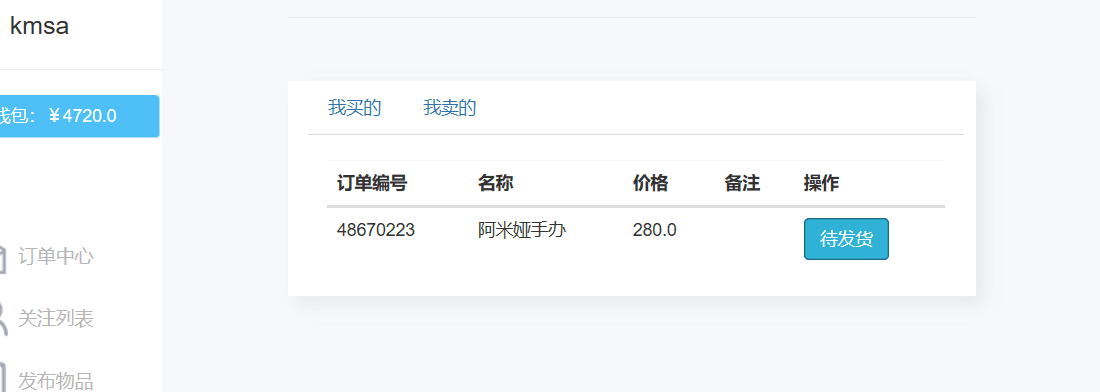 kmsa
钱包：￥4720.0
订单中心
关注列表
发布物品
我买的 我卖的
订单编号 名称 价格 备注 操作
48670223 阿米娅手办 280.0 待发货